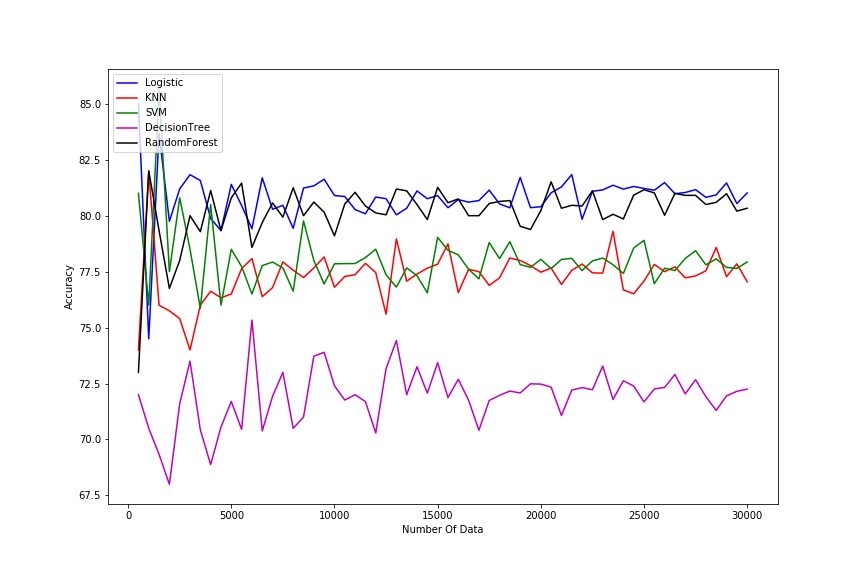 Logistic
KNN
SVM
DecisionTree
RandomForest
85.0
82.5
80.0
77.5
75.0
72.5
70.0
67.5
Accuracy
0 5000 10000 15000 20000 25000 30000
Number Of Data